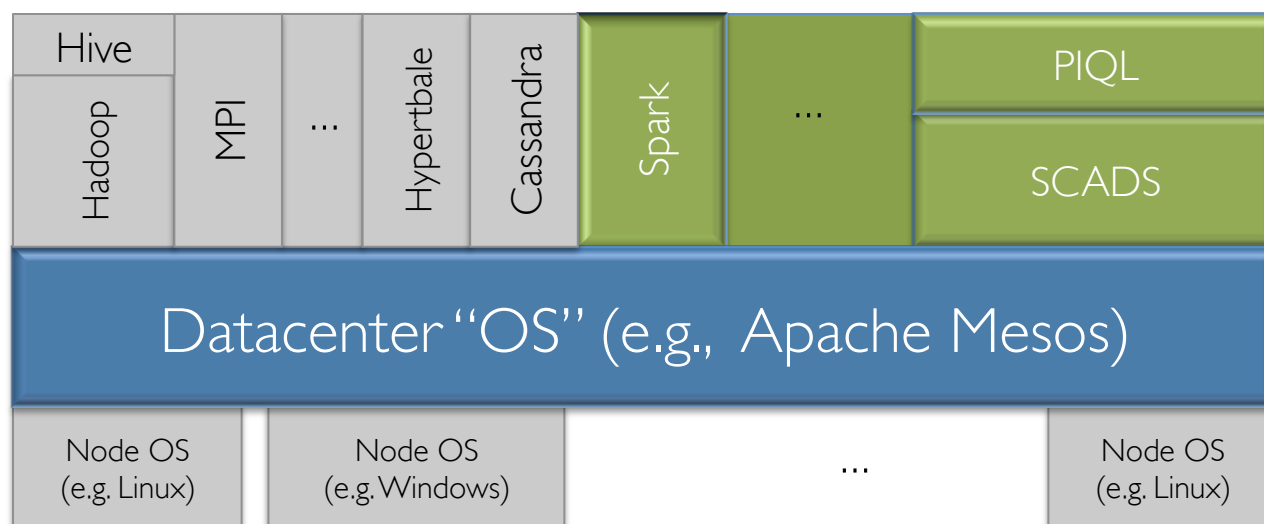 Hive
Hadoop
MPI
...
Hypertbale
Cassandra
Spark
...
PIQL
SCADS
Datacenter “OS” (e.g., Apache Mesos)
Node OS
(e.g. Linux)
Node OS
(e.g. Windows)
...
Node OS
(e.g. Linux)